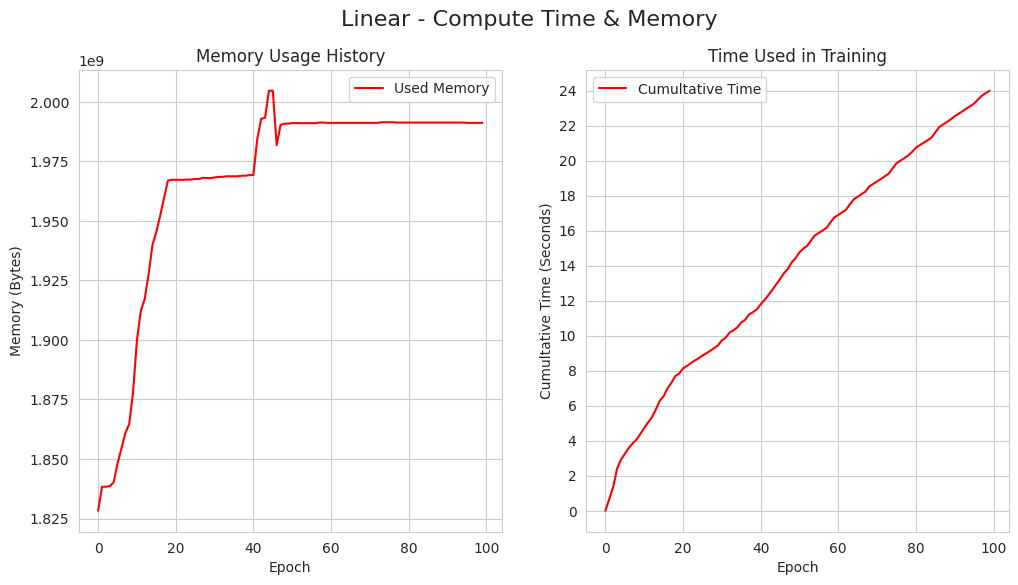 Linear - Compute Time & Memory
Memory Usage History
1e9
Used Memory
2.000
1.975
1.950
1.925
1.900
1.875
1.850
1.825
Memory (Bytes)
0 20 40 60 80 100
Epoch
Time Used in Training
Cumultative Time
24
22
20
18
16
14
12
10
8
6
4
2
0
Cumultative Time (Seconds)
0 20 40 60 80 100
Epoch